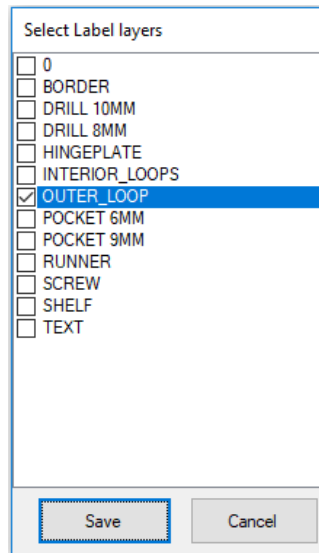 Select Label layers
0
BORDER
DRILL 10MM
DRILL 8MM
HINGEPLATE
INTERIOR_LOOPS
OUTER_LOOP
POCKET 6MM
POCKET 9MM
RUNNER
SCREW
SHELF
TEXT
Save Cancel